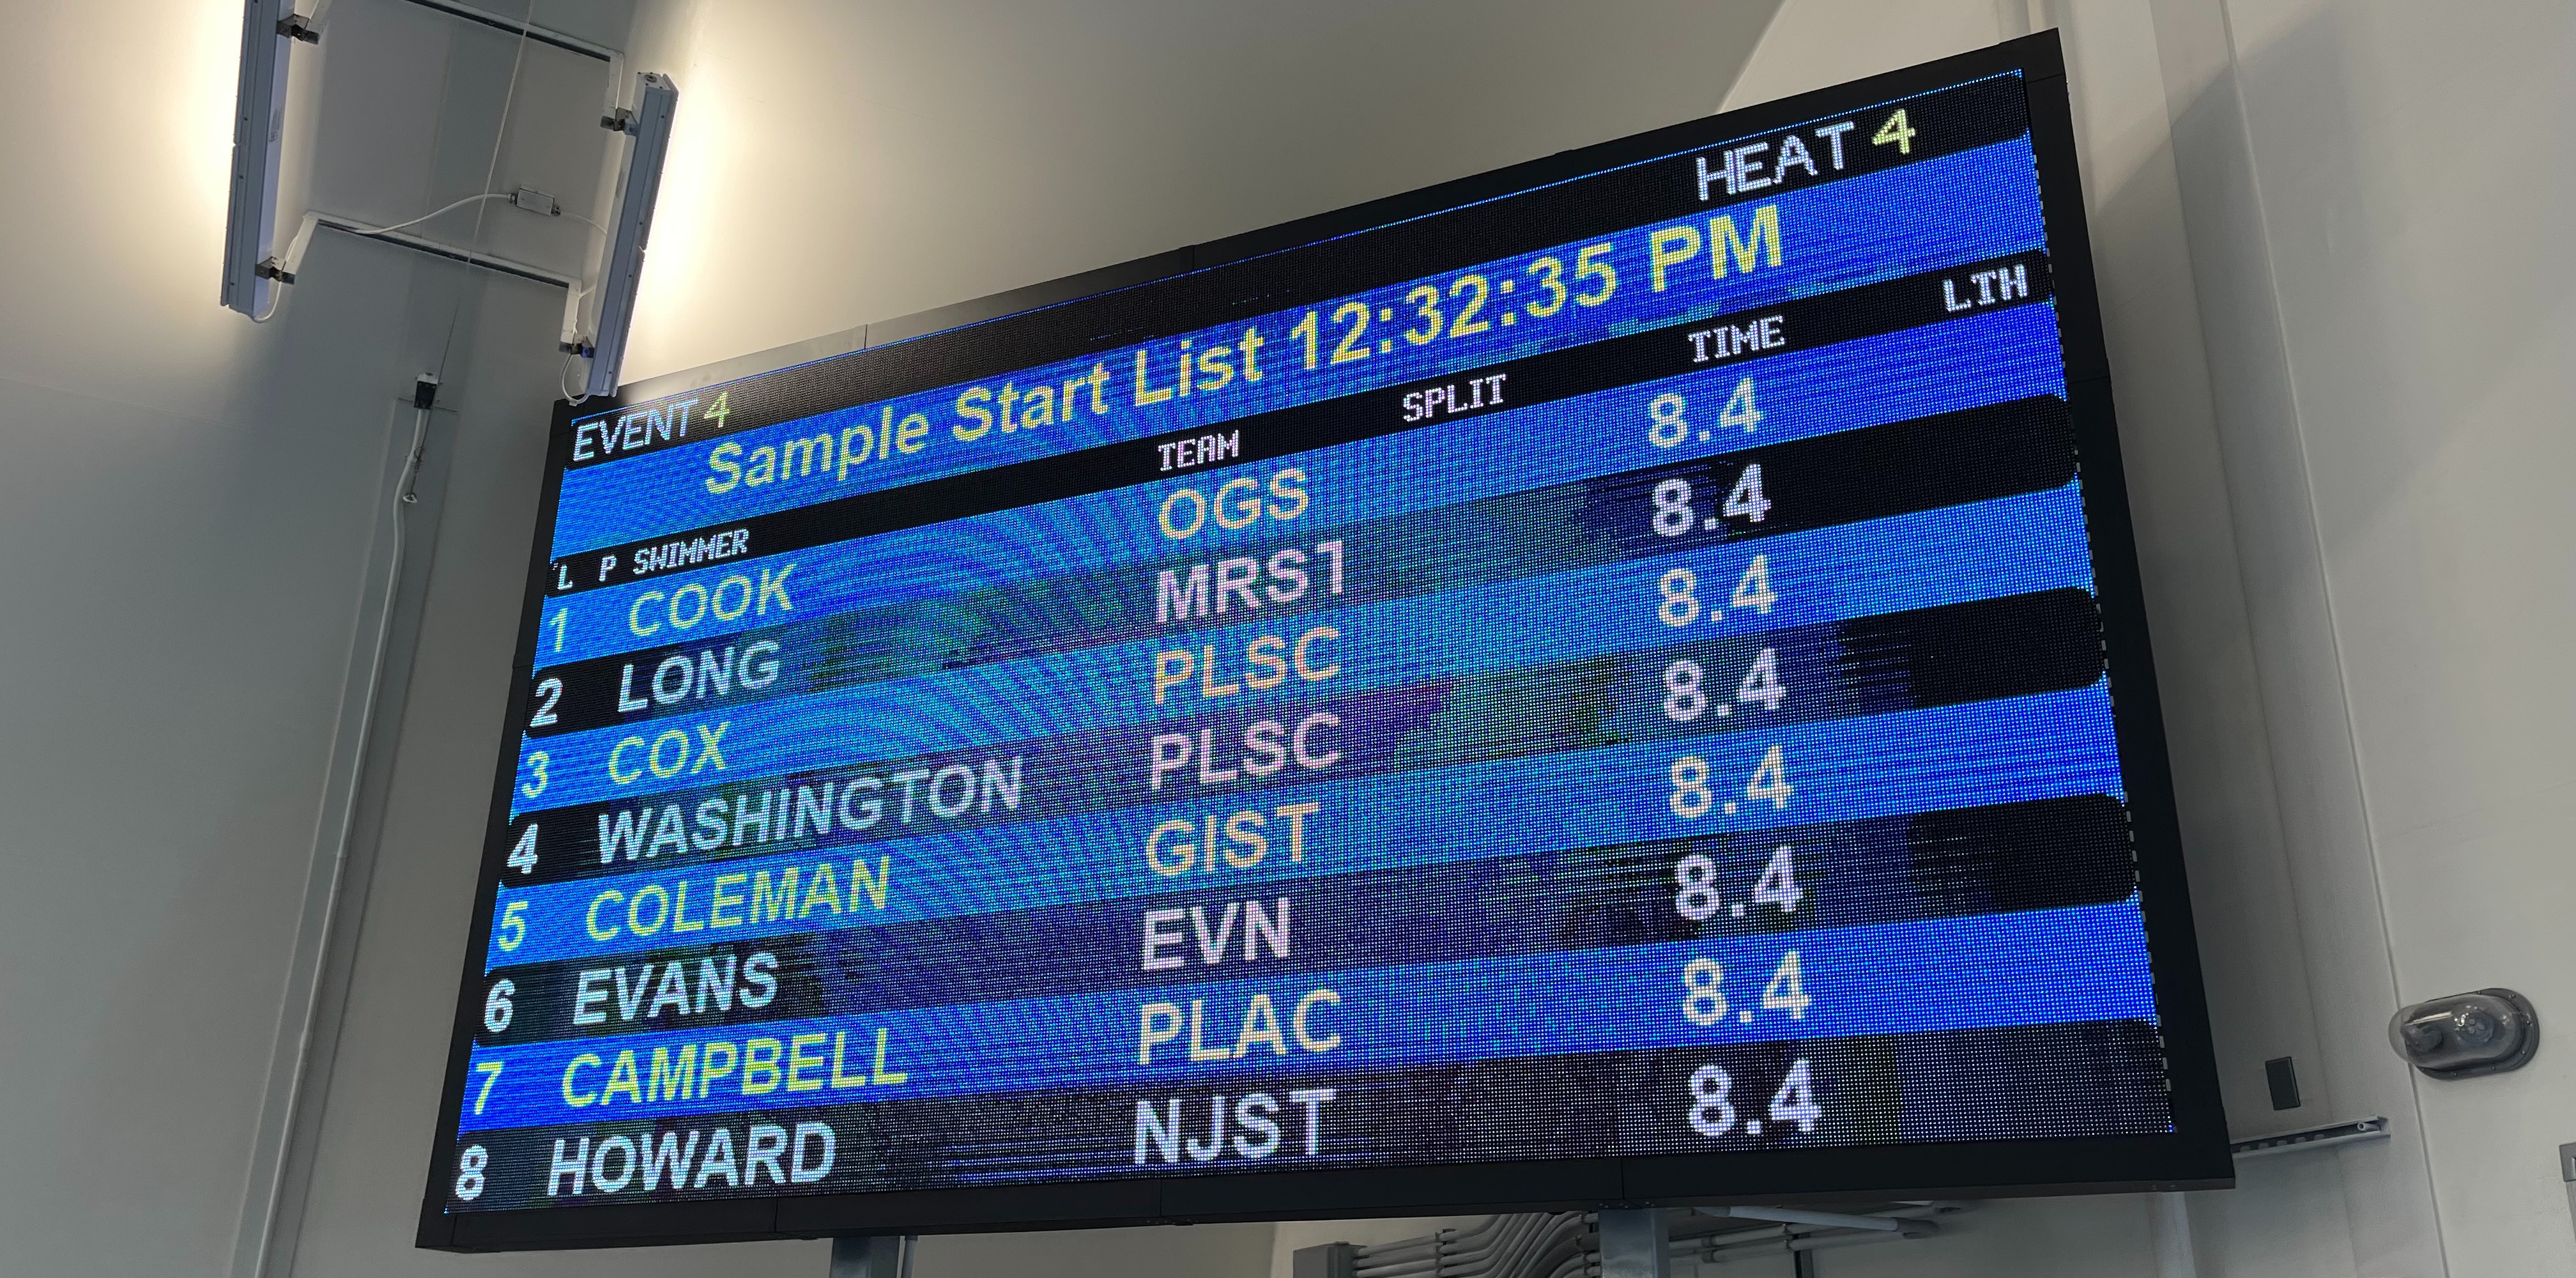 EVENT 4 HEAT 4
Sample Start List 12:32:35 PM
L P SWIMMER TEAM SPLIT TIME LTH
1 COOK OGS 8.4
2 LONG MRST 8.4
3 COX PLSC 8.4
4 WASHINGTON PLSC 8.4
5 COLEMAN GIST 8.4
6 EVANS EVN 8.4
7 CAMPBELL PLAC 8.4
8 HOWARD NJST 8.4